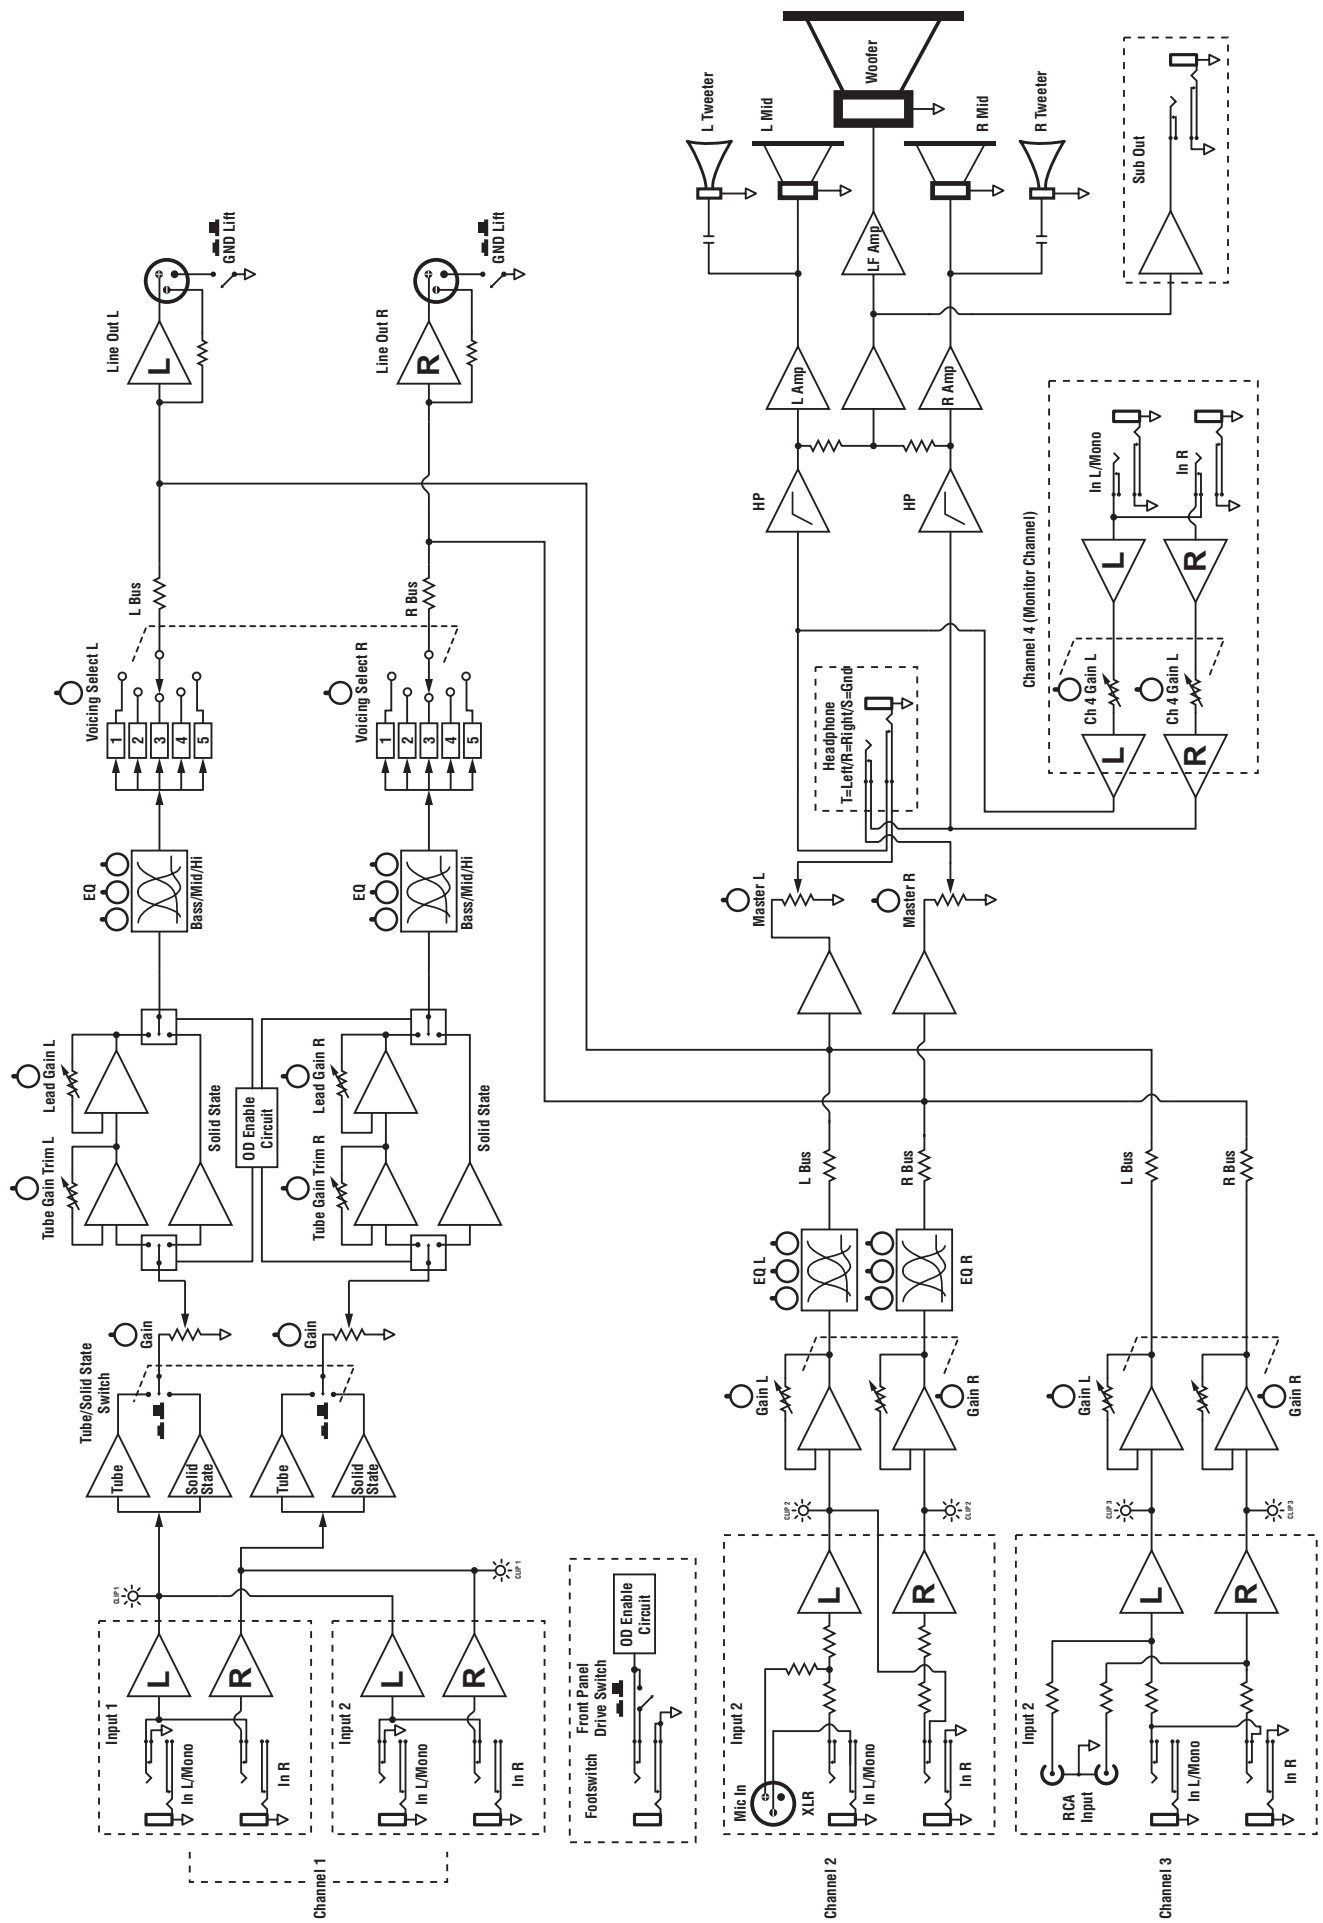 Channel 1
Input 1
L
R
In L/Mono
In R
Input 2
L
R
In L/Mono
In R
CLIP 1
CLIP 1
Tube/Solid State
Switch
Tube
Solid
State
Tube
Solid
State
Gain
Gain
Tube Gain Trim L
Lead Gain L
Solid State
OD Enable
Circuit
Tube Gain Trim R
Lead Gain R
Solid State
EQ
Bass/Mid/Hi
EQ
Bass/Mid/Hi
Voicing Select L
1
2
3
4
5
Voicing Select R
1
2
3
4
5
L Bus
R Bus
Line Out L
L
GND Lift
Line Out R
R
GND Lift
Footswitch
Front Panel
Drive Switch
OD Enable
Circuit
Channel 2
Input 2
Mic In
XLR
In L/Mono
In R
L
R
CLIP 2
CLIP 2
Gain L
Gain R
EQ L
EQ R
L Bus
R Bus
Master L
Master R
Headphone
T=Left/R=Right/S=Gnd
HP
HP
L Amp
R Amp
LF Amp
L Tweeter
L Mid
Woofer
R Mid
R Tweeter
Sub Out
Channel 3
Input 2
RCA
Input
In L/Mono
In R
L
R
CLIP 3
CLIP 3
Gain L
Gain R
L Bus
R Bus
Channel 4 (Monitor Channel)
L
R
Ch 4 Gain L
Ch 4 Gain L
L
R
In L/Mono
In R